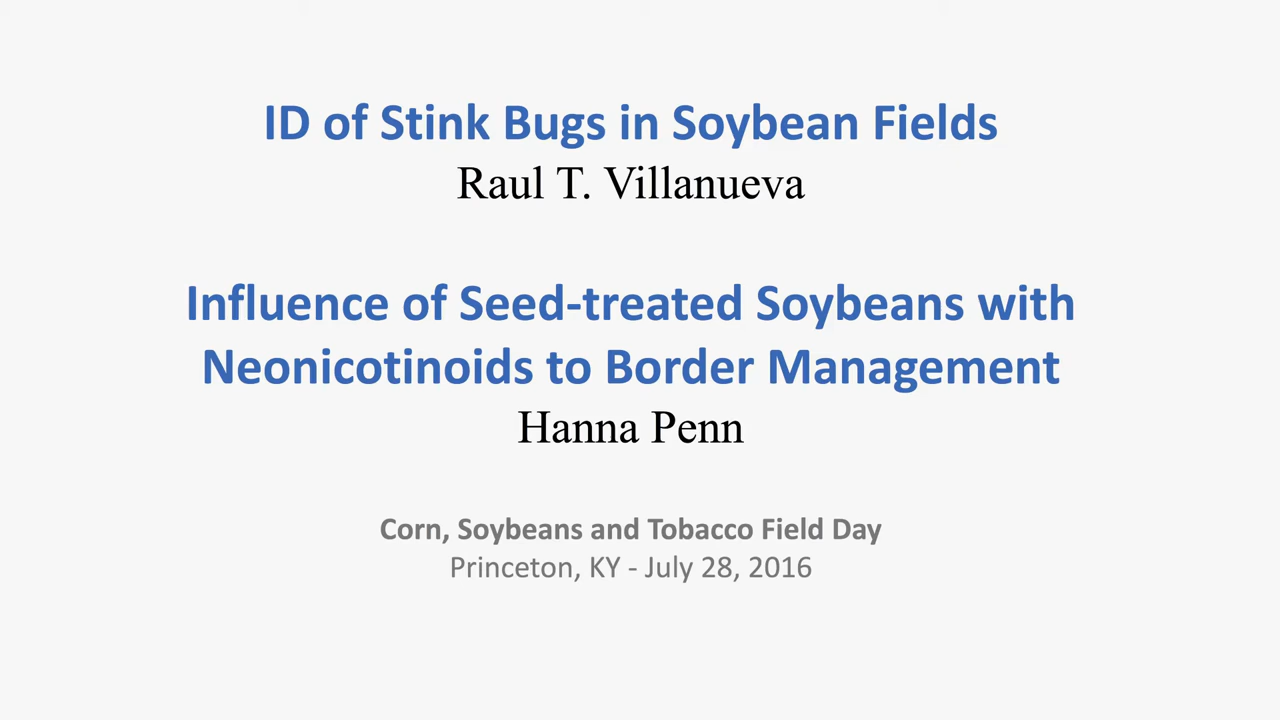 ID of Stink Bugs in Soybean Fields
Raul T. Villanueva
Influence of Seed-treated Soybeans with
Neonicotinoids to Border Management
Hanna Penn
Corn, Soybeans and Tobacco Field Day
Princeton, KY - July 28, 2016